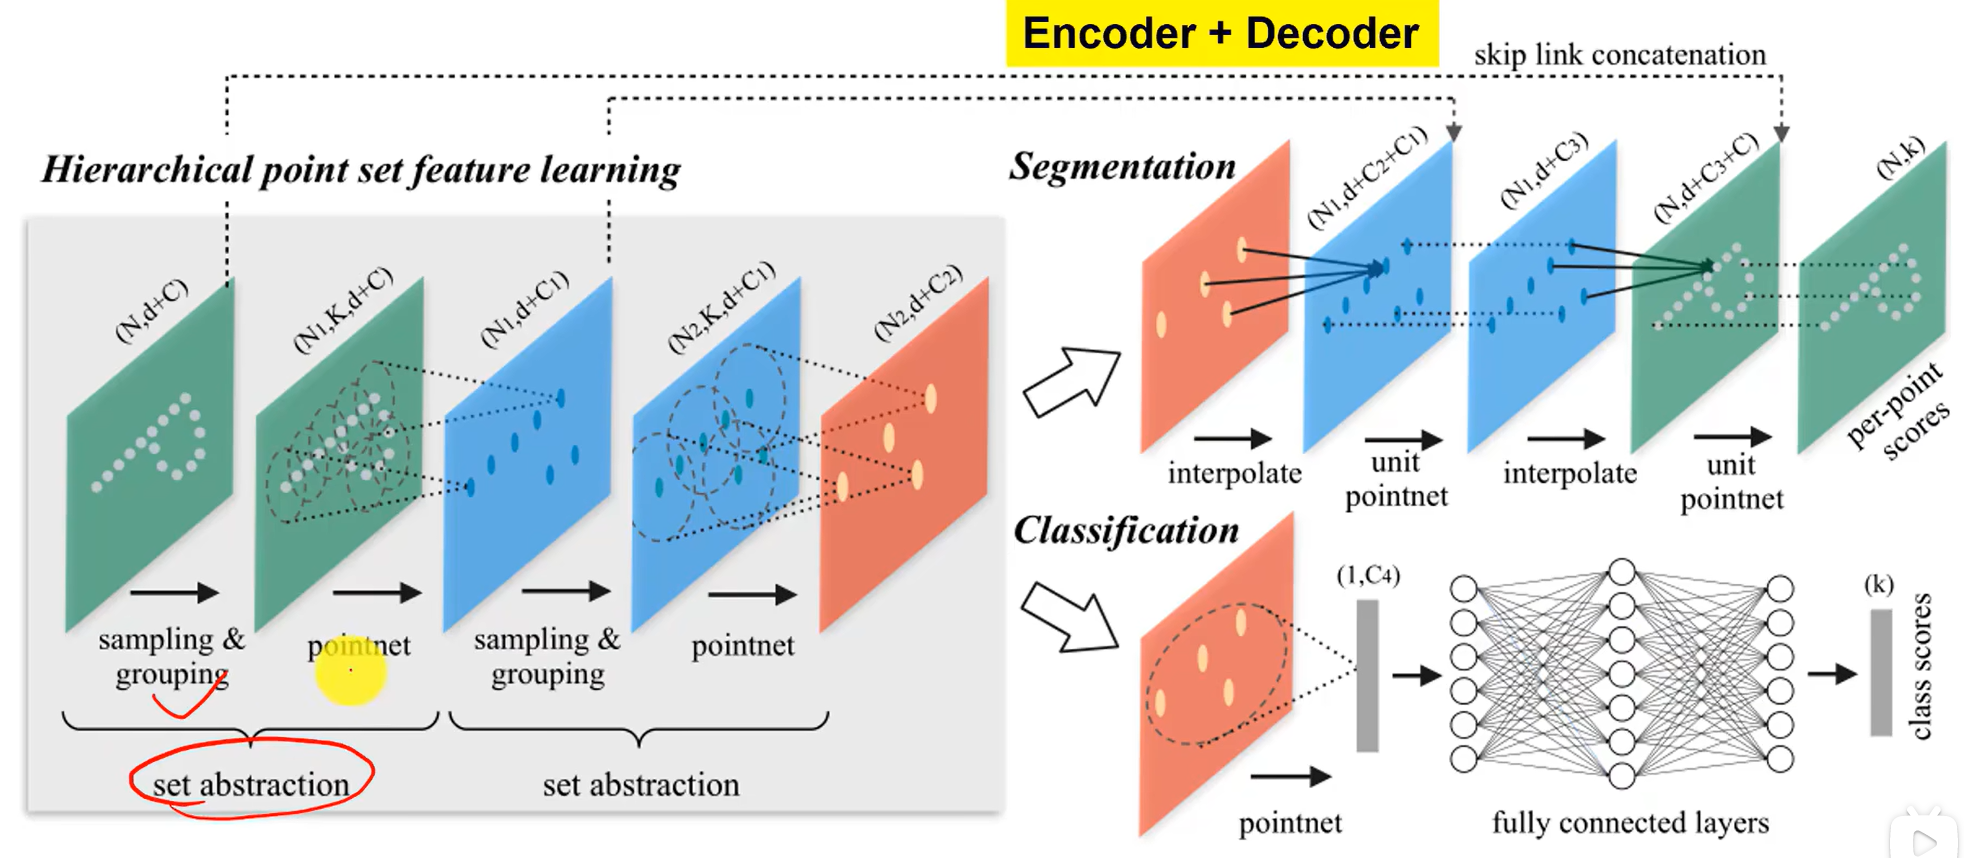 Encoder + Decoder
skip link concatenation
Hierarchical point set feature learning
(N,d+C)
(N1,K,d+C)
(N1,d+C1)
(N2,K,d+C1)
(N2,d+C2)
sampling &
grouping
pointnet
sampling &
grouping
pointnet
set abstraction
set abstraction
Segmentation
(N1,d+C2+C1)
(N1,d+C3)
(N,d+C3+C)
(N,k)
interpolate
unit
pointnet
interpolate
unit
pointnet
per-point
scores
Classification
(1,C4)
(k)
class scores
pointnet
fully connected layers